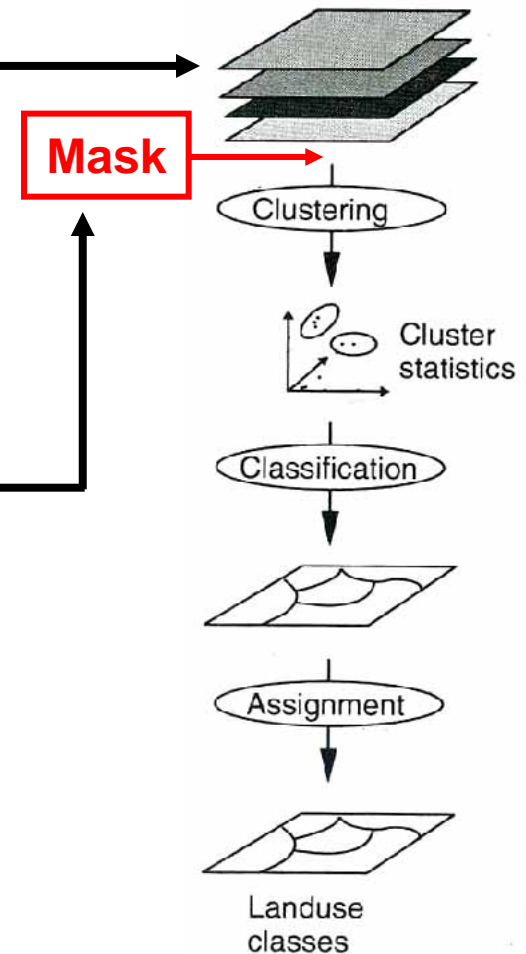 Mask
Clustering
Cluster
statistics
Classification
Assignment
Landuse
classes